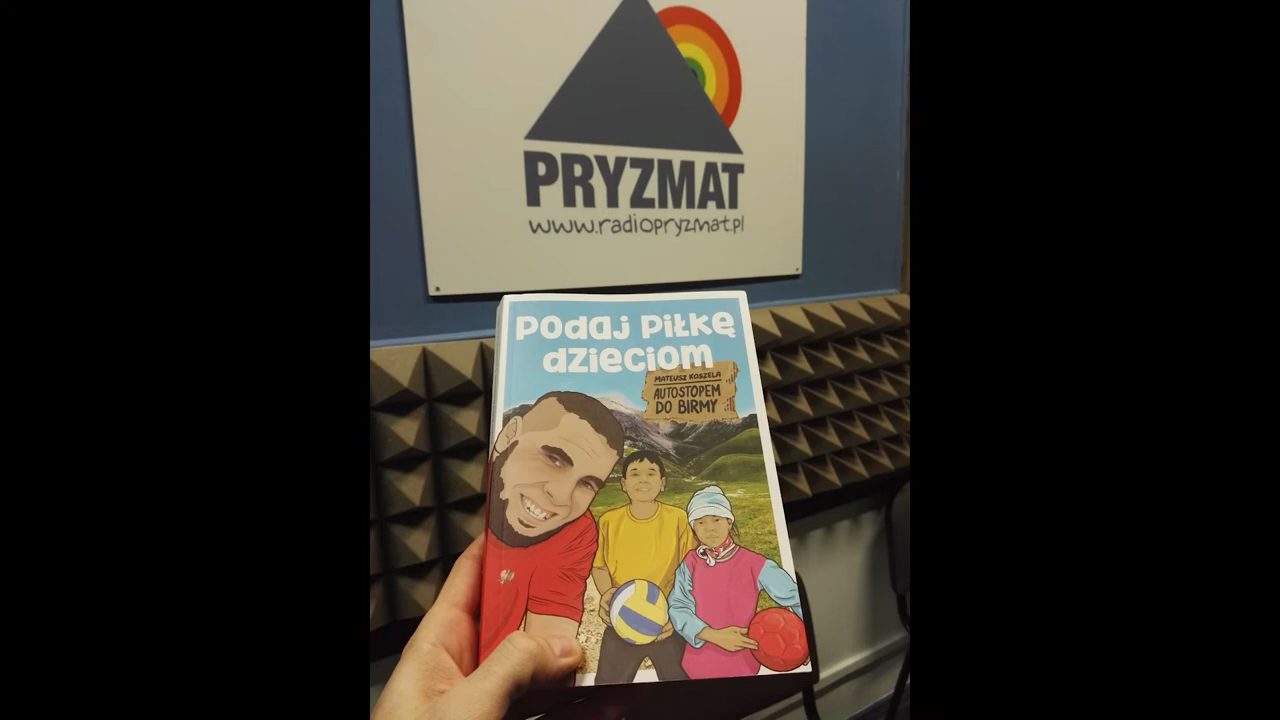 PRYZMAT
www.radiopryzmat.pl
Podaj Piłkę
dzieciom
MATEUSZ KOSZELA
AUTOSTOPEM
DO BIRMY